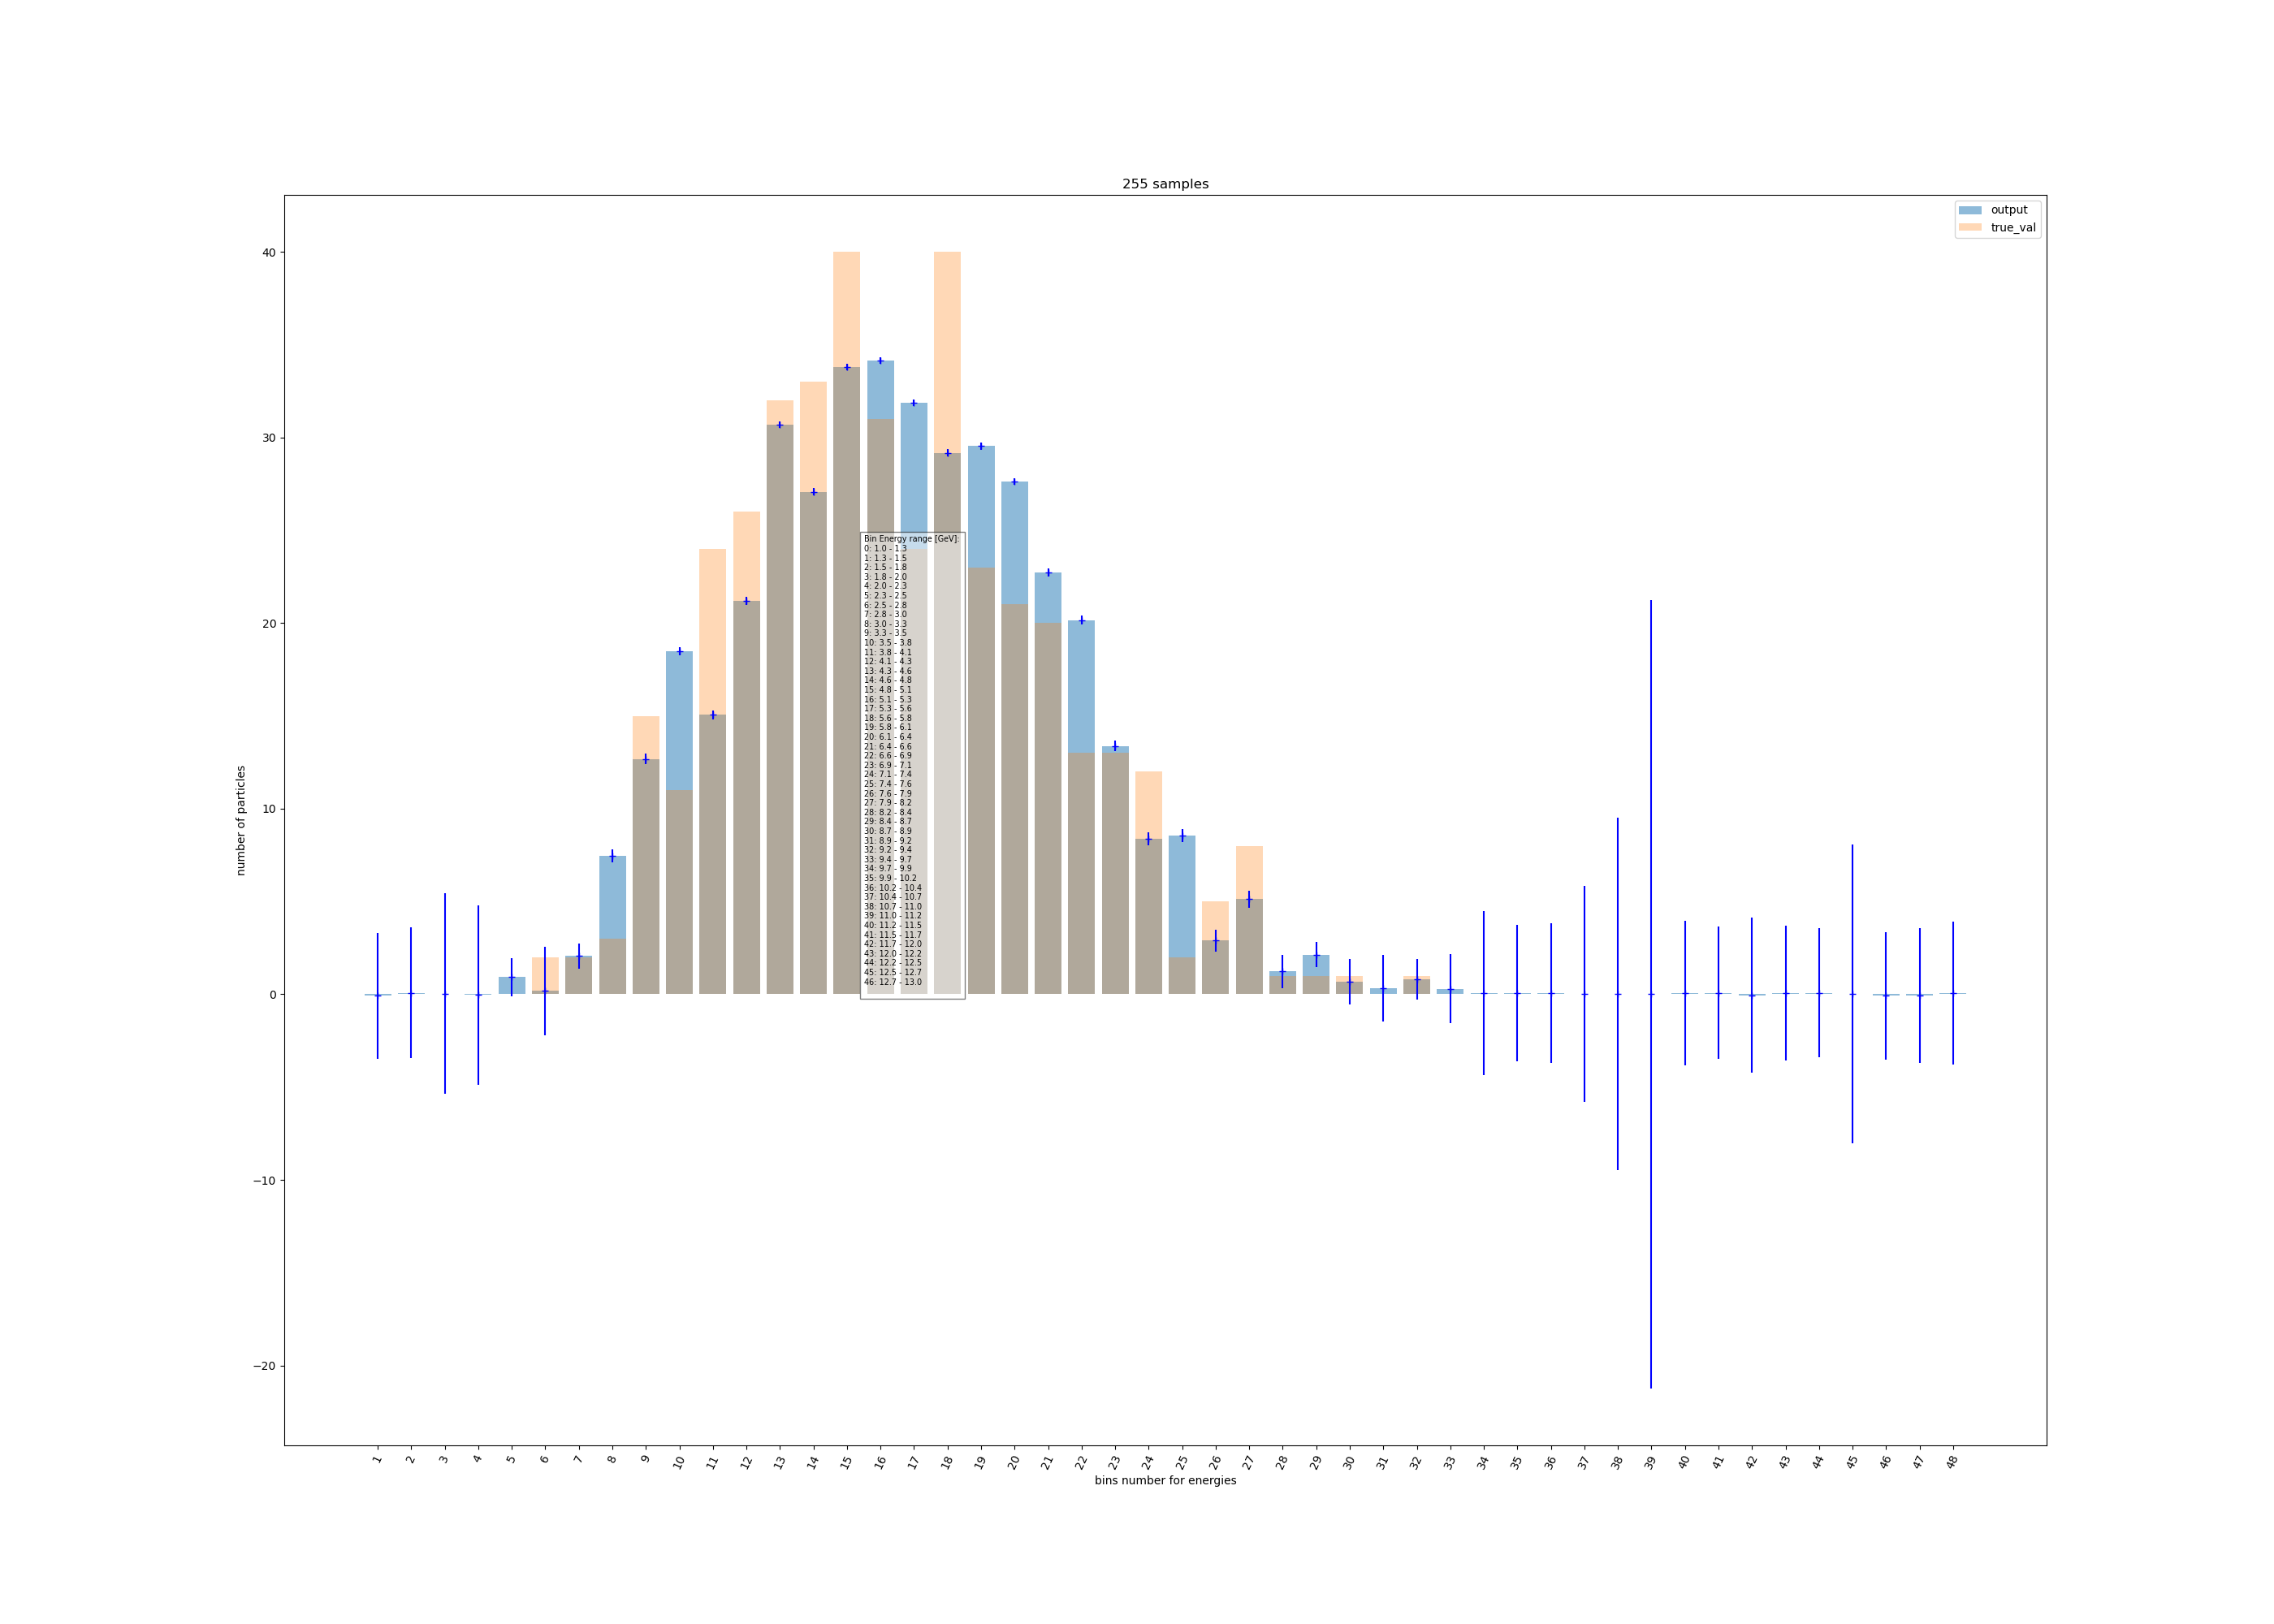 255 samples
output
true_val
40
30
20
10
0
−10
−20
number of particles
Bin Energy range [GeV]:
0: 1.0 - 1.3
1: 1.3 - 1.5
2: 1.5 - 1.8
3: 1.8 - 2.0
4: 2.0 - 2.3
5: 2.3 - 2.5
6: 2.5 - 2.8
7: 2.8 - 3.0
8: 3.0 - 3.3
9: 3.3 - 3.5
10: 3.5 - 3.8
11: 3.8 - 4.1
12: 4.1 - 4.3
13: 4.3 - 4.6
14: 4.6 - 4.8
15: 4.8 - 5.1
16: 5.1 - 5.3
17: 5.3 - 5.6
18: 5.6 - 5.8
19: 5.8 - 6.1
20: 6.1 - 6.4
21: 6.4 - 6.6
22: 6.6 - 6.9
23: 6.9 - 7.1
24: 7.1 - 7.4
25: 7.4 - 7.6
26: 7.6 - 7.9
27: 7.9 - 8.2
28: 8.2 - 8.4
29: 8.4 - 8.7
30: 8.7 - 8.9
31: 8.9 - 9.2
32: 9.2 - 9.4
33: 9.4 - 9.7
34: 9.7 - 9.9
35: 9.9 - 10.2
36: 10.2 - 10.4
37: 10.4 - 10.7
38: 10.7 - 11.0
39: 11.0 - 11.2
40: 11.2 - 11.5
41: 11.5 - 11.7
42: 11.7 - 12.0
43: 12.0 - 12.2
44: 12.2 - 12.5
45: 12.5 - 12.7
46: 12.7 - 13.0
1 2 3 4 5 6 7 8 9 10 11 12 13 14 15 16 17 18 19 20 21 22 23 24 25 26 27 28 29 30 31 32 33 34 35 36 37 38 39 40 41 42 43 44 45 46 47 48
bins number for energies